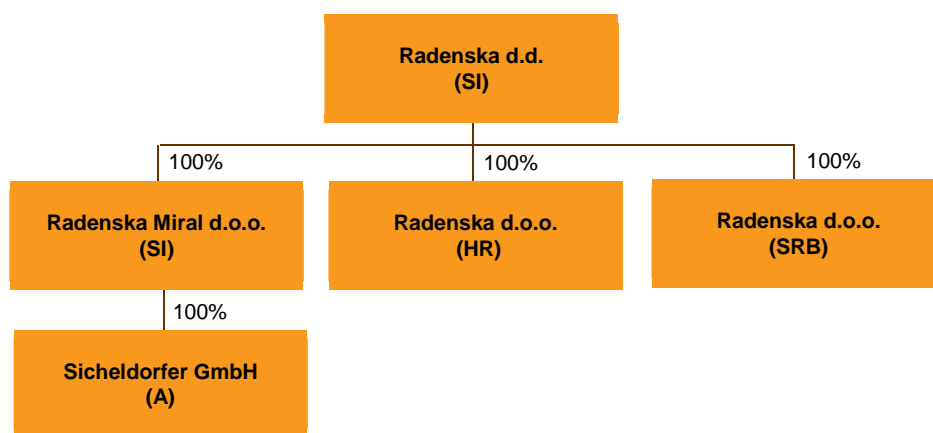 Radenska d.d.
(SI)
100%
100%
100%
Radenska Miral d.o.o.
(SI)
Radenska d.o.o.
(HR)
Radenska d.o.o.
(SRB)
100%
Sicheldorfer GmbH
(A)